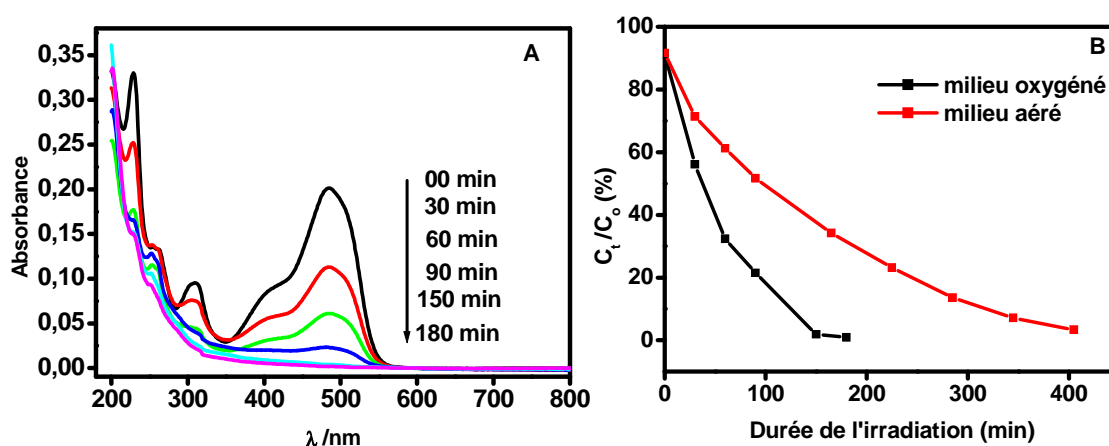 A
0,35
0,30
0,25
0,20
0,15
0,10
0,05
0,00
Absorbance
00 min
30 min
60 min
90 min
150 min
180 min
200 300 400 500 600 700 800
λ /nm
B
100
80
60
40
20
0
C_t /C_o (%)
milieu oxygéné
milieu aéré
0 100 200 300 400
Durée de l'irradiation (min)